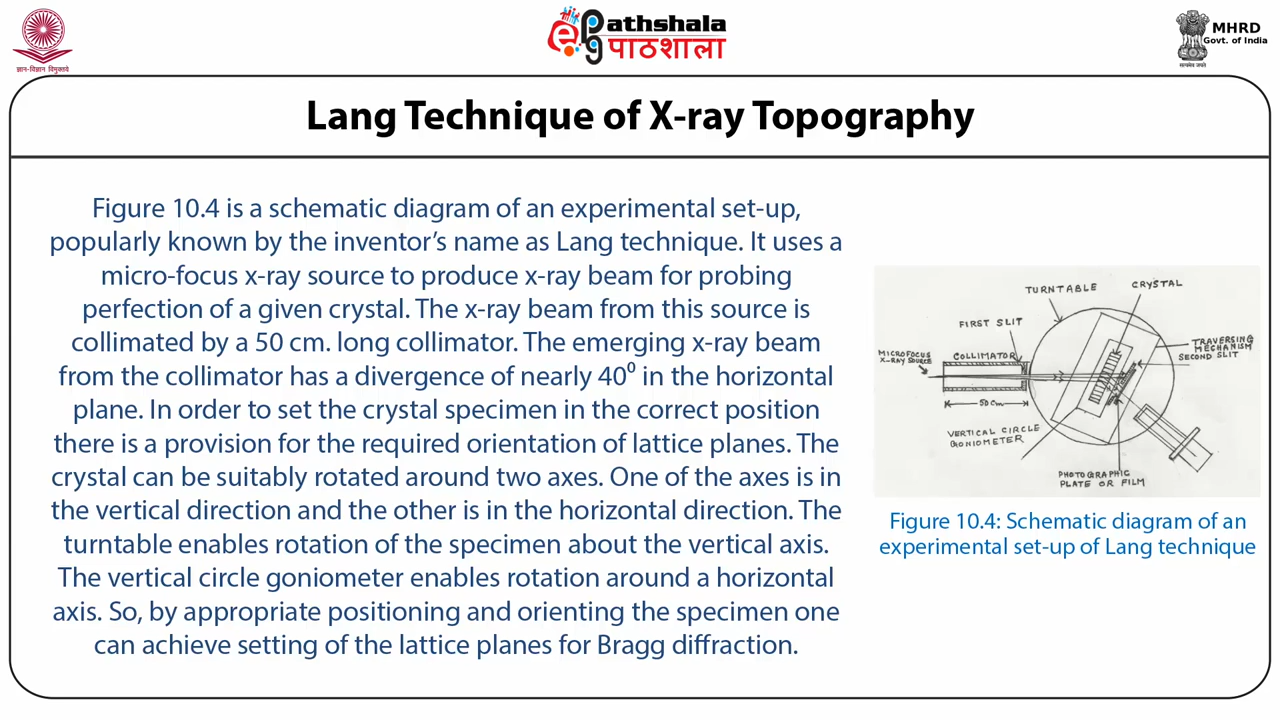 ज्ञान-विज्ञान विमुक्तये
ePG Pathshala
पाठशाला
MHRD
Govt. of India
सत्यमेव जयते
Lang Technique of X-ray Topography
Figure 10.4 is a schematic diagram of an experimental set-up,
popularly known by the inventor’s name as Lang technique. It uses a
micro-focus x-ray source to produce x-ray beam for probing
perfection of a given crystal. The x-ray beam from this source is
collimated by a 50 cm. long collimator. The emerging x-ray beam
from the collimator has a divergence of nearly 40⁰ in the horizontal
plane. In order to set the crystal specimen in the correct position
there is a provision for the required orientation of lattice planes. The
crystal can be suitably rotated around two axes. One of the axes is in
the vertical direction and the other is in the horizontal direction. The
turntable enables rotation of the specimen about the vertical axis.
The vertical circle goniometer enables rotation around a horizontal
axis. So, by appropriate positioning and orienting the specimen one
can achieve setting of the lattice planes for Bragg diffraction.
TURNTABLE
CRYSTAL
FIRST SLIT
MICROFOCUS
X-RAY SOURCE
COLLIMATOR
TRAVERSING
MECHANISM
SECOND SLIT
50 cm
VERTICAL CIRCLE
GONIOMETER
PHOTOGRAPHIC
PLATE OR FILM
Figure 10.4: Schematic diagram of an
experimental set-up of Lang technique